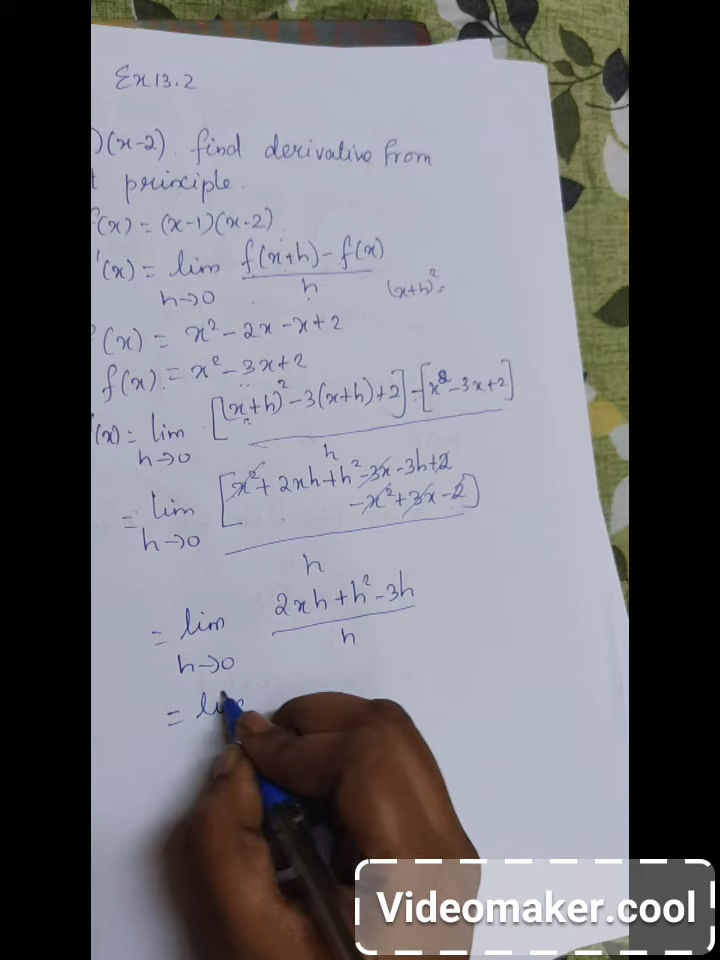 Ex 13.2
)(x-2). find derivative from
t principle.
f(x) = (x-1)(x-2)
'(x) = lim f(x+h) - f(x)
h→0 h (x+h)² =
f(x) = x² - 2x - x + 2
f(x) = x² - 3x + 2
'(x) = lim [(x+h)² - 3(x+h) + 2] - [x² - 3x + 2]
h→0 h
= lim [x² + 2xh + h² - 3x - 3h + 2
h→0 - x² + 3x - 2]
h
= lim 2xh + h² - 3h
h→0 h
= lim
Videomaker.cool